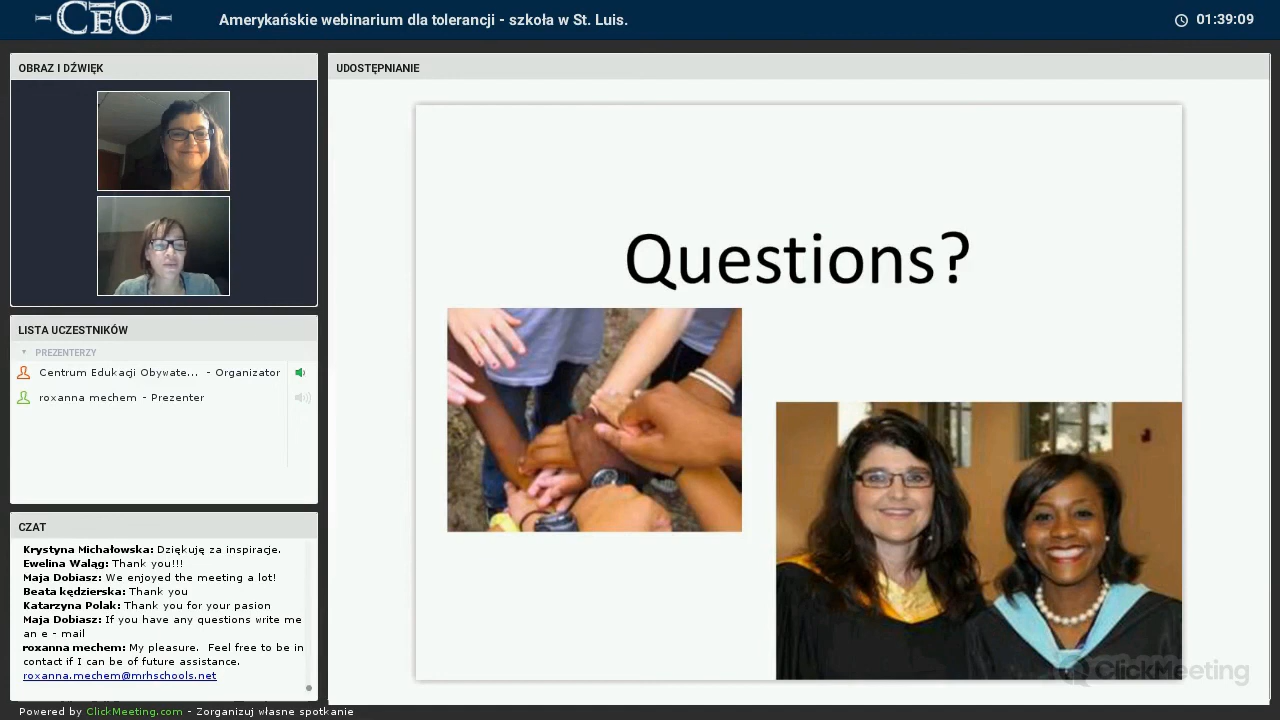 CEO
Amerykańskie webinarium dla tolerancji - szkoła w St. Luis.
01:39:09
OBRAZ I DŹWIĘK
UDOSTĘPNIANIE
Questions?
LISTA UCZESTNIKÓW
PREZENTERZY
Centrum Edukacji Obywate... - Organizator
roxanna mechem - Prezenter
CZAT
Krystyna Michałowska: Dziękuję za inspiracje.
Ewelina Waląg: Thank you!!!
Maja Dobiasz: We enjoyed the meeting a lot!
Beata kędzierska: Thank you
Katarzyna Polak: Thank you for your pasion
Maja Dobiasz: If you have any questions write me
an e - mail
roxanna mechem: My pleasure. Feel free to be in
contact if I can be of future assistance.
roxanna.mechem@mrhschools.net
ClickMeeting
Powered by ClickMeeting.com - Zorganizuj własne spotkanie